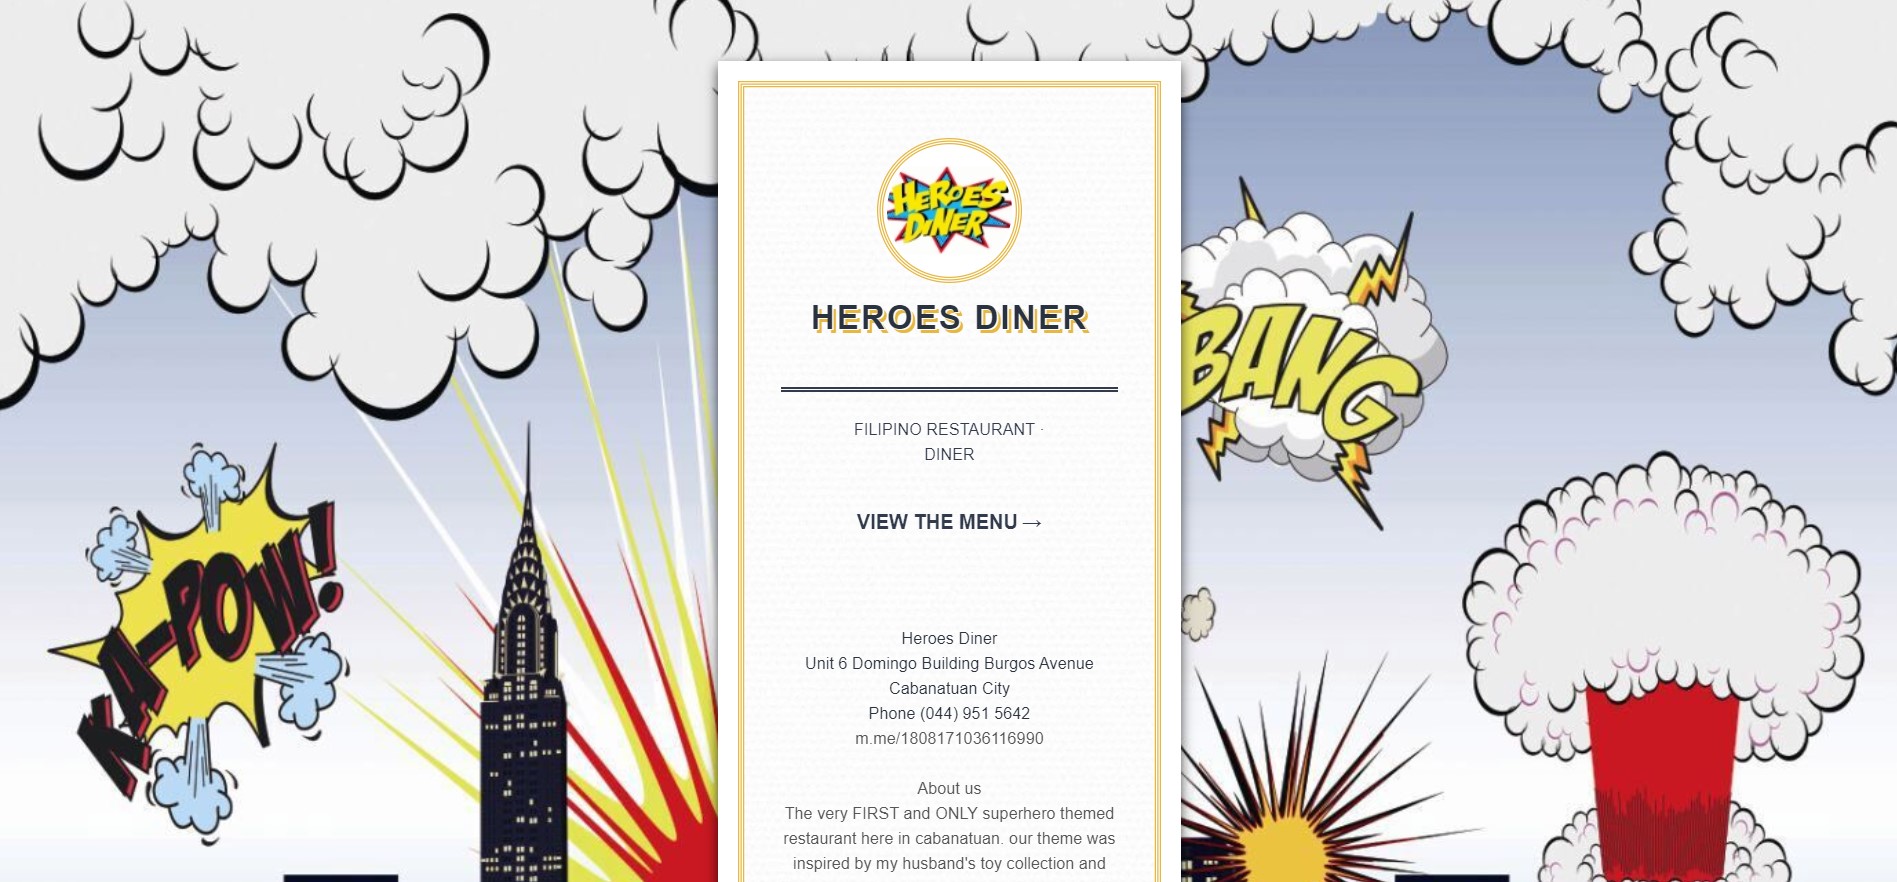 HEROES
DINER
HEROES DINER
FILIPINO RESTAURANT ·
DINER
VIEW THE MENU →
BANG
KA-POW!
Heroes Diner
Unit 6 Domingo Building Burgos Avenue
Cabanatuan City
Phone (044) 951 5642
m.me/1808171036116990
About us
The very FIRST and ONLY superhero themed
restaurant here in cabanatuan. our theme was
inspired by my husband's toy collection and